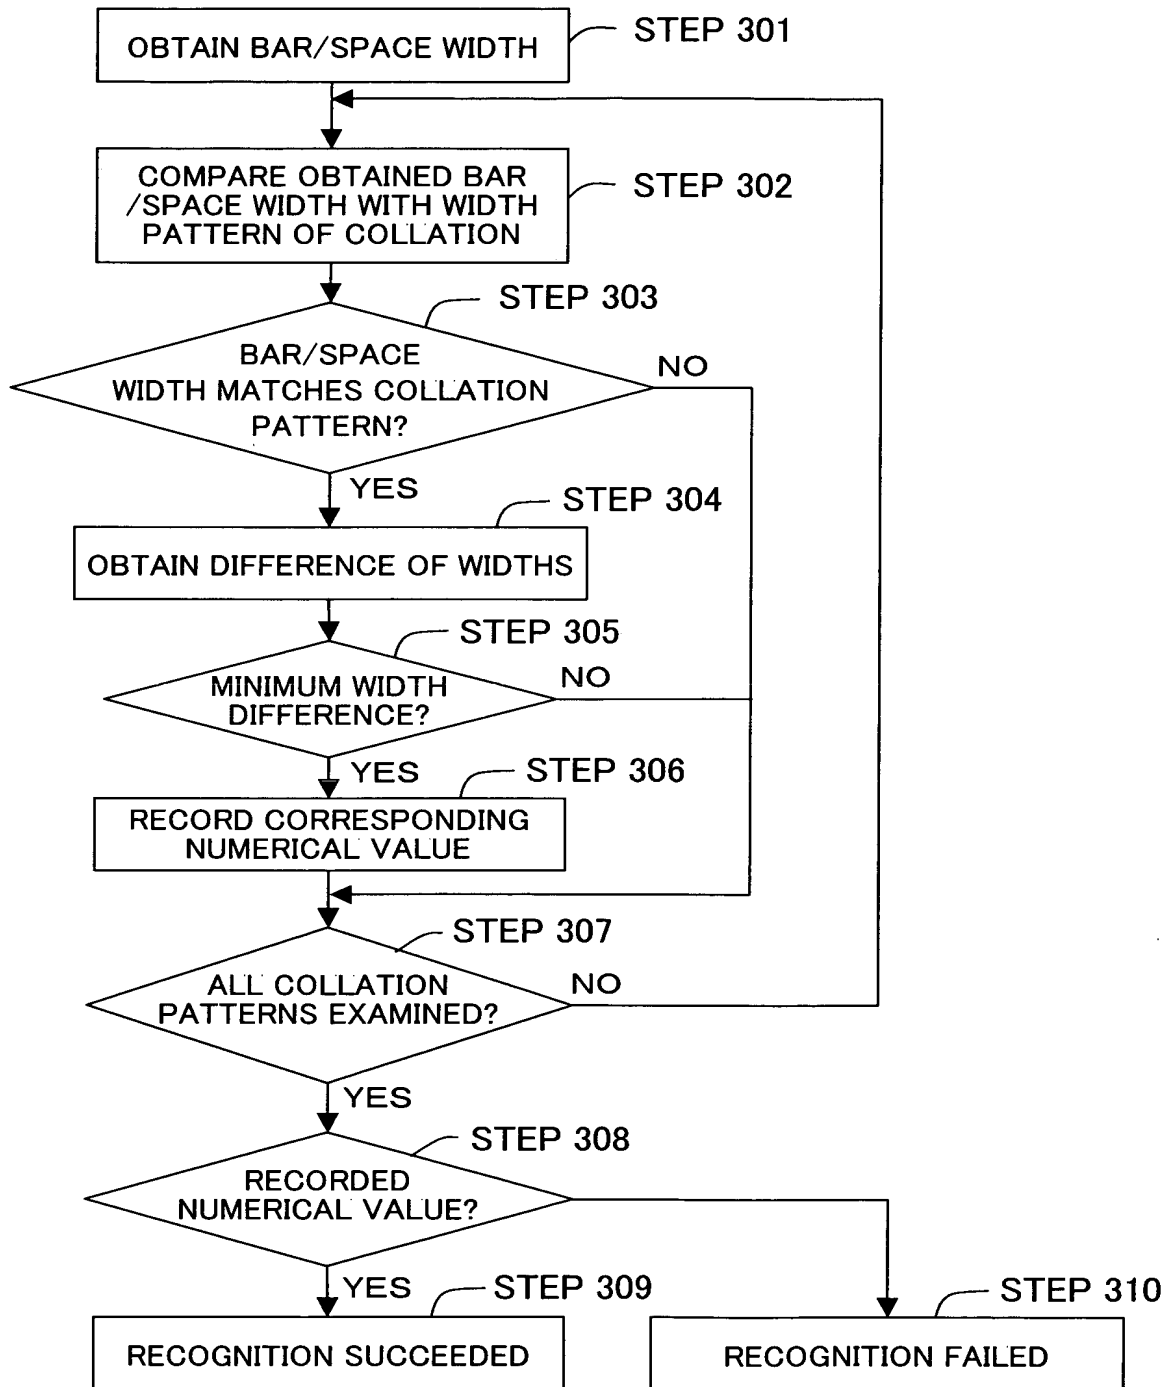 OBTAIN BAR/SPACE WIDTH
STEP 301
COMPARE OBTAINED BAR
/SPACE WIDTH WITH WIDTH
PATTERN OF COLLATION
STEP 302
STEP 303
BAR/SPACE
WIDTH MATCHES COLLATION
PATTERN?
NO
YES
STEP 304
OBTAIN DIFFERENCE OF WIDTHS
STEP 305
MINIMUM WIDTH
DIFFERENCE?
NO
YES
STEP 306
RECORD CORRESPONDING
NUMERICAL VALUE
STEP 307
ALL COLLATION
PATTERNS EXAMINED?
NO
YES
STEP 308
RECORDED
NUMERICAL VALUE?
YES
STEP 309
RECOGNITION SUCCEEDED
STEP 310
RECOGNITION FAILED